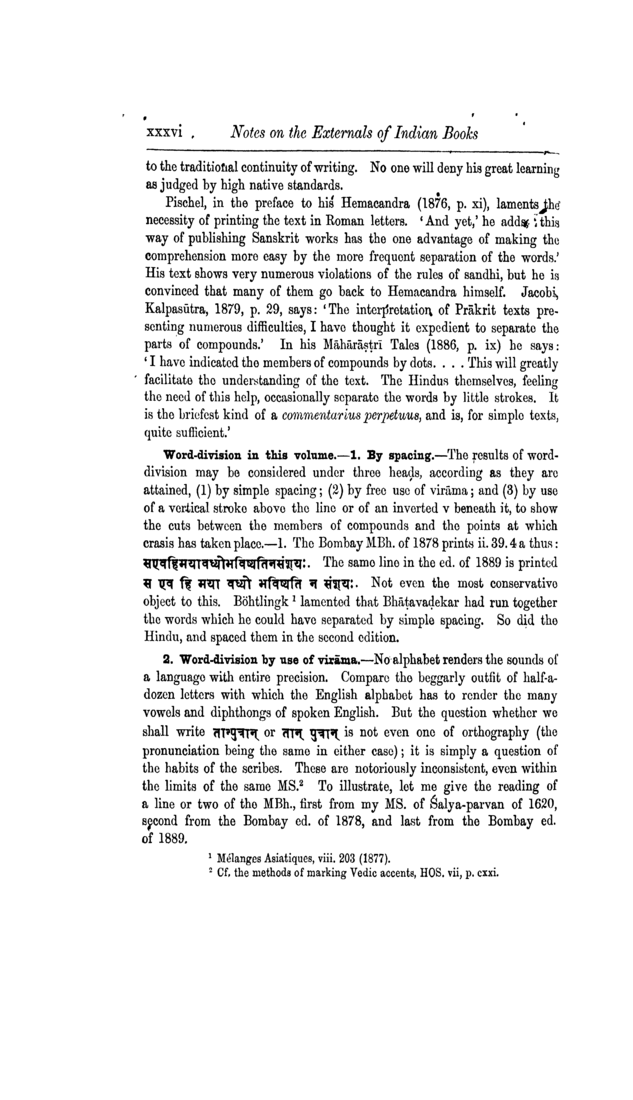 xxxvi Notes on the Externals of Indian Books
to the traditional continuity of writing. No one will deny his great learning
as judged by high native standards.
Pischel, in the preface to his Hemacandra (1876, p. xi), laments the
necessity of printing the text in Roman letters. 'And yet,' he adds, 'this
way of publishing Sanskrit works has the one advantage of making the
comprehension more easy by the more frequent separation of the words.'
His text shows very numerous violations of the rules of sandhi, but he is
convinced that many of them go back to Hemacandra himself. Jacobi,
Kalpasūtra, 1879, p. 29, says: 'The interpretation of Prākrit texts pre-
senting numerous difficulties, I have thought it expedient to separate the
parts of compounds.' In his Māhārāṣṭrī Tales (1886, p. ix) he says:
'I have indicated the members of compounds by dots. . . . This will greatly
facilitate the understanding of the text. The Hindus themselves, feeling
the need of this help, occasionally separate the words by little strokes. It
is the briefest kind of a commentarius perpetuus, and is, for simple texts,
quite sufficient.'
Word-division in this volume.—1. By spacing.—The results of word-
division may be considered under three heads, according as they are
attained, (1) by simple spacing; (2) by free use of virāma; and (3) by use
of a vertical stroke above the line or of an inverted v beneath it, to show
the cuts between the members of compounds and the points at which
crasis has taken place.—1. The Bombay MBh. of 1878 prints ii. 39. 4 a thus:
सएवहिमयावध्योभविष्यतिनसंशयः. The same line in the ed. of 1889 is printed
स एव हि मया वध्यो भविष्यति न संशयः. Not even the most conservative
object to this. Böhtlingk ¹ lamented that Bhāṭavaḍekar had run together
the words which he could have separated by simple spacing. So did the
Hindu, and spaced them in the second edition.
2. Word-division by use of virāma.—No alphabet renders the sounds of
a language with entire precision. Compare the beggarly outfit of half-a-
dozen letters with which the English alphabet has to render the many
vowels and diphthongs of spoken English. But the question whether we
shall write तान्पुत्रान् or तान् पुत्रान् is not even one of orthography (the
pronunciation being the same in either case); it is simply a question of
the habits of the scribes. These are notoriously inconsistent, even within
the limits of the same MS.² To illustrate, let me give the reading of
a line or two of the MBh., first from my MS. of Śalya-parvan of 1620,
second from the Bombay ed. of 1878, and last from the Bombay ed.
of 1889.
¹ Mélanges Asiatiques, viii. 203 (1877).
² Cf. the methods of marking Vedic accents, HOS. vii, p. cxxi.